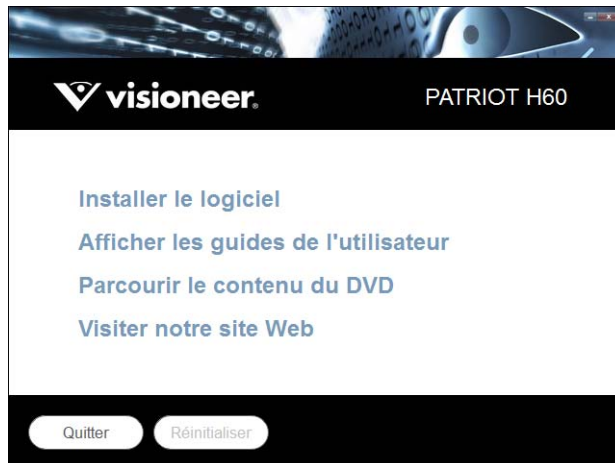 visioneer.
PATRIOT H60
Installer le logiciel
Afficher les guides de l'utilisateur
Parcourir le contenu du DVD
Visiter notre site Web
Quitter
Réinitialiser